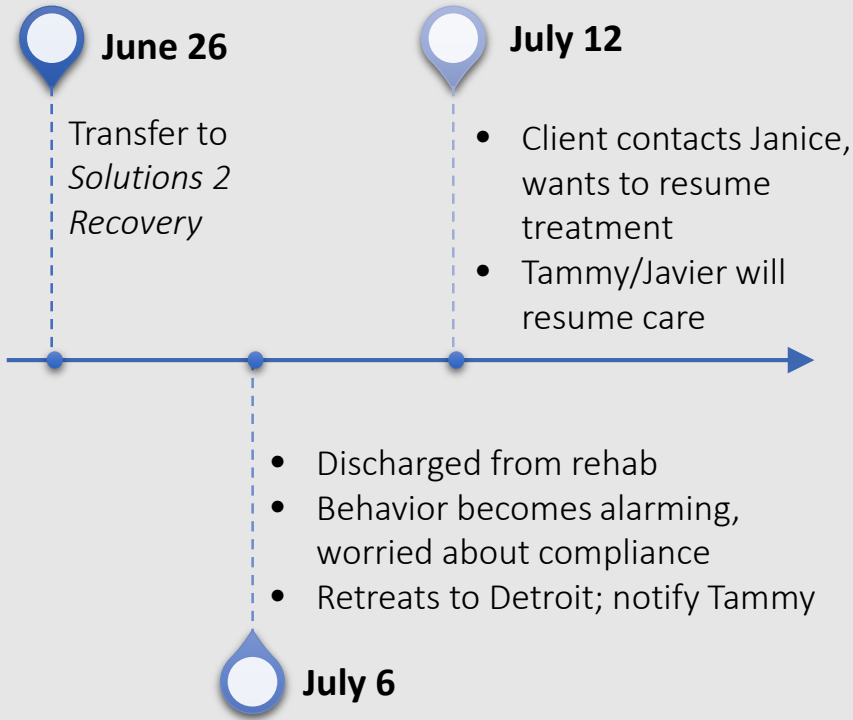 June 26
Transfer to
Solutions 2
Recovery
July 12
• Client contacts Janice,
wants to resume
treatment
• Tammy/Javier will
resume care
• Discharged from rehab
• Behavior becomes alarming,
worried about compliance
• Retreats to Detroit; notify Tammy
July 6